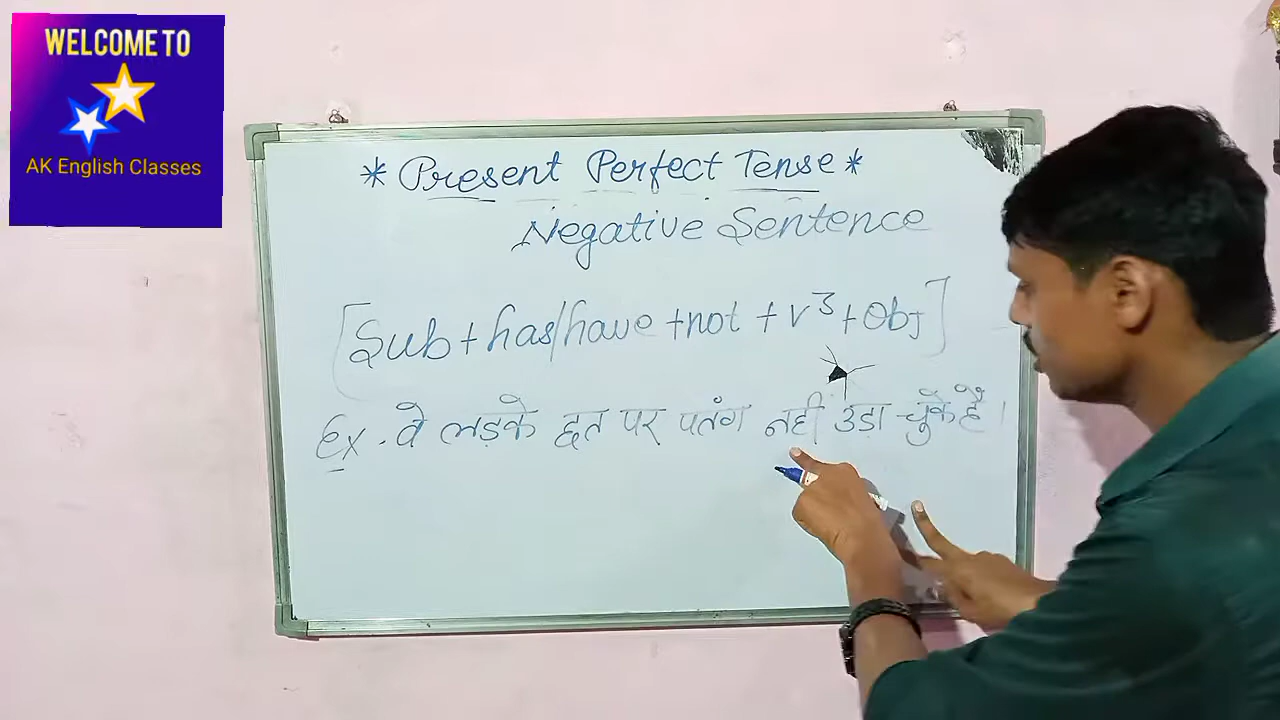 WELCOME TO
AK English Classes
* Present Perfect Tense *
Negative Sentence
[Sub + has/have + not + v³ + Obj]
Ex. वे लड़के छत पर पतंग नही उड़ा चुके है।